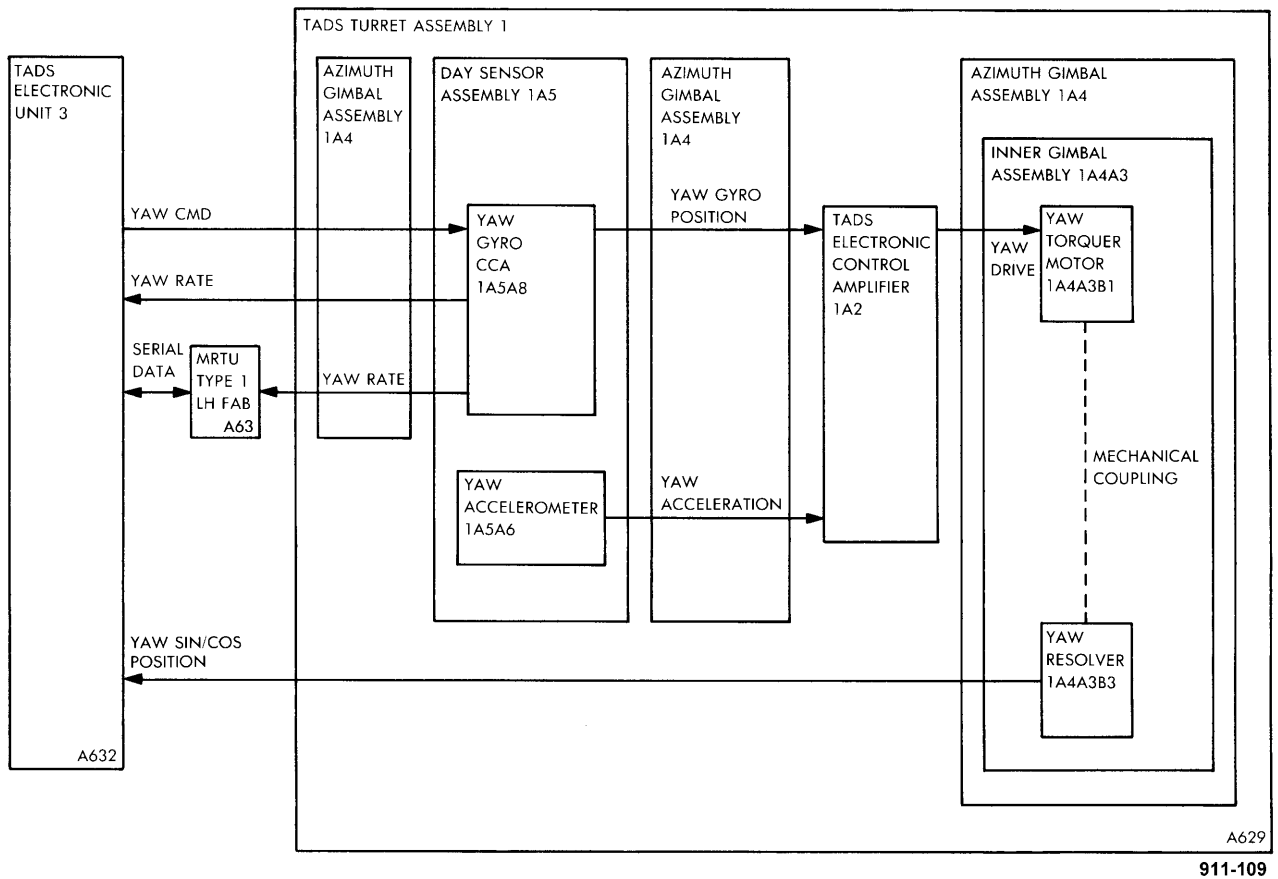 TADS TURRET ASSEMBLY 1
TADS
ELECTRONIC
UNIT 3
AZIMUTH
GIMBAL
ASSEMBLY
1A4
DAY SENSOR
ASSEMBLY 1A5
AZIMUTH
GIMBAL
ASSEMBLY
1A4
AZIMUTH GIMBAL
ASSEMBLY 1A4
INNER GIMBAL
ASSEMBLY 1A4A3
YAW CMD
YAW
GYRO
CCA
1A5A8
YAW GYRO
POSITION
TADS
ELECTRONIC
CONTROL
AMPLIFIER
1A2
YAW
DRIVE
YAW
TORQUER
MOTOR
1A4A3B1
YAW RATE
SERIAL
DATA
MRTU
TYPE 1
LH FAB
A63
YAW RATE
MECHANICAL
COUPLING
YAW
ACCELEROMETER
1A5A6
YAW
ACCELERATION
YAW SIN/COS
POSITION
YAW
RESOLVER
1A4A3B3
A632
A629
911-109